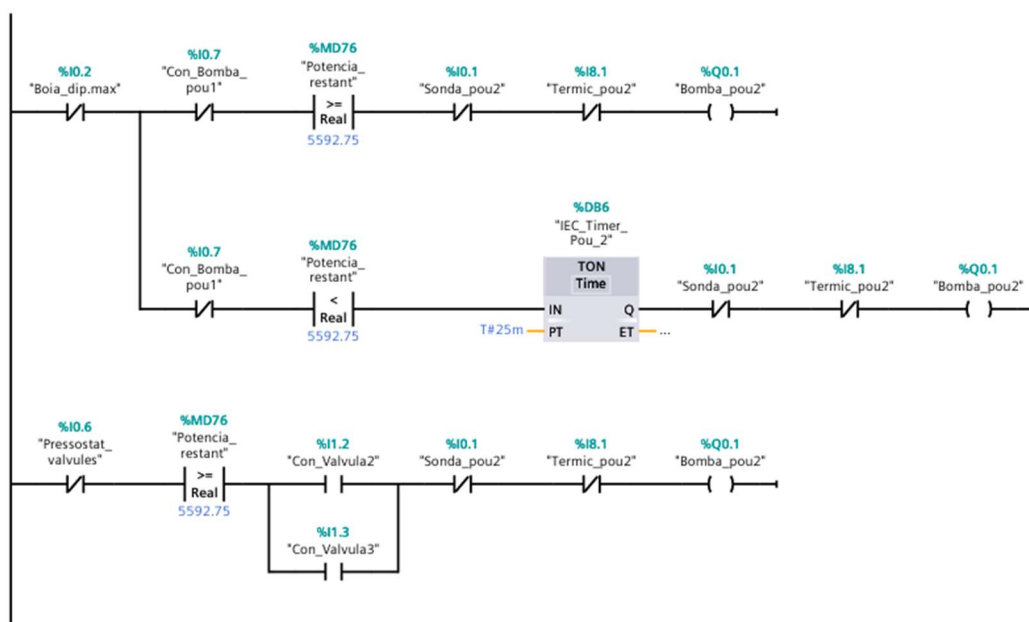 %I0.2
"Boia_dip.max"
%I0.7
"Con_Bomba_
pou1"
%MD76
"Potencia_
restant"
>=
Real
5592.75
%I0.1
"Sonda_pou2"
%I8.1
"Termic_pou2"
%Q0.1
"Bomba_pou2"
%I0.7
"Con_Bomba_
pou1"
%MD76
"Potencia_
restant"
<
Real
5592.75
%DB6
"IEC_Timer_
Pou_2"
TON
Time
IN
Q
T#25m
PT
ET
...
%I0.1
"Sonda_pou2"
%I8.1
"Termic_pou2"
%Q0.1
"Bomba_pou2"
%I0.6
"Pressostat_
valvules"
%MD76
"Potencia_
restant"
>=
Real
5592.75
%I1.2
"Con_Valvula2"
%I0.1
"Sonda_pou2"
%I8.1
"Termic_pou2"
%Q0.1
"Bomba_pou2"
%I1.3
"Con_Valvula3"